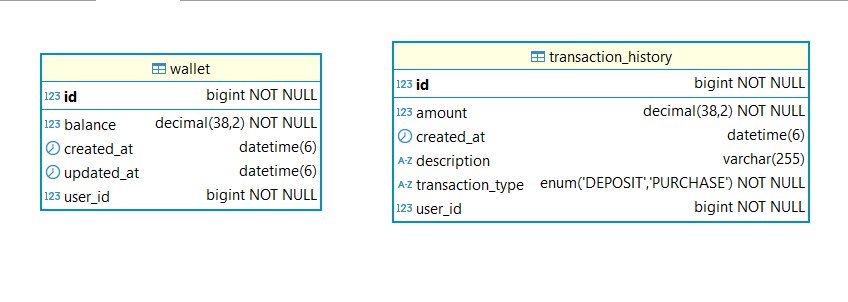 wallet
123 id bigint NOT NULL
123 balance decimal(38,2) NOT NULL
created_at datetime(6)
updated_at datetime(6)
123 user_id bigint NOT NULL
transaction_history
123 id bigint NOT NULL
123 amount decimal(38,2) NOT NULL
created_at datetime(6)
A-Z description varchar(255)
A-Z transaction_type enum('DEPOSIT','PURCHASE') NOT NULL
123 user_id bigint NOT NULL